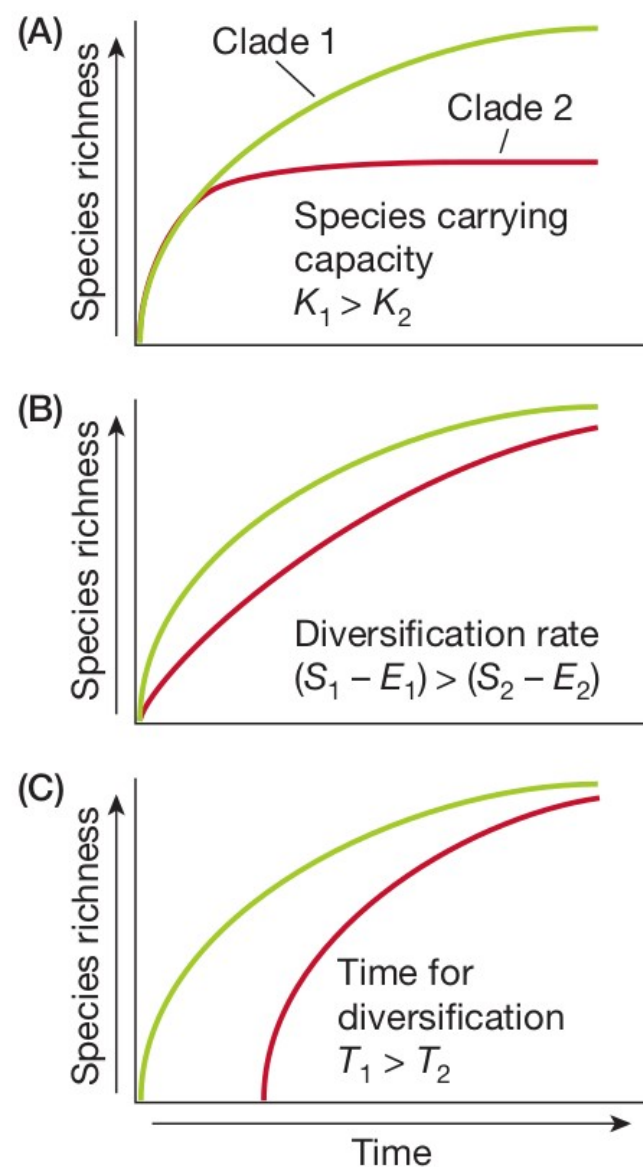 (A)
Species richness
Clade 1
Clade 2
Species carrying
capacity
K₁ > K₂
(B)
Species richness
Diversification rate
(S₁ – E₁) > (S₂ – E₂)
(C)
Species richness
Time for
diversification
T₁ > T₂
Time